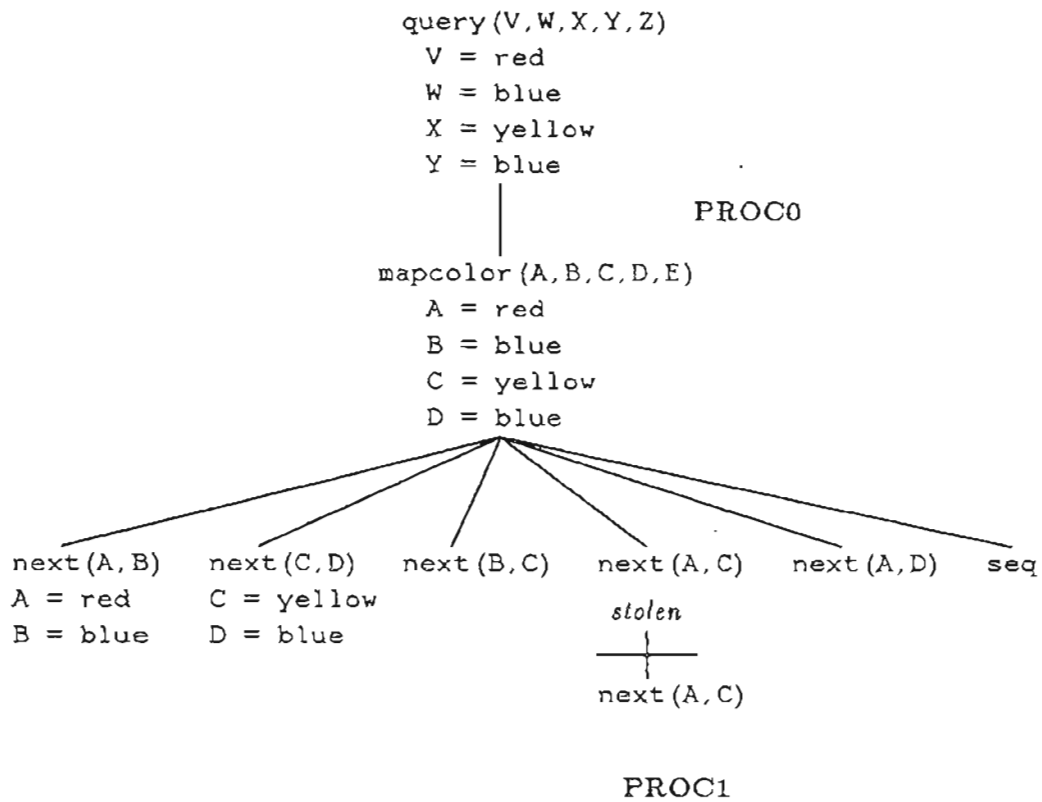 query(V,W,X,Y,Z)
V = red
W = blue
X = yellow
Y = blue
PROC0
mapcolor(A,B,C,D,E)
A = red
B = blue
C = yellow
D = blue
next(A,B) next(C,D) next(B,C) next(A,C) next(A,D) seq
A = red C = yellow
B = blue D = blue
stolen
next(A,C)
PROC1